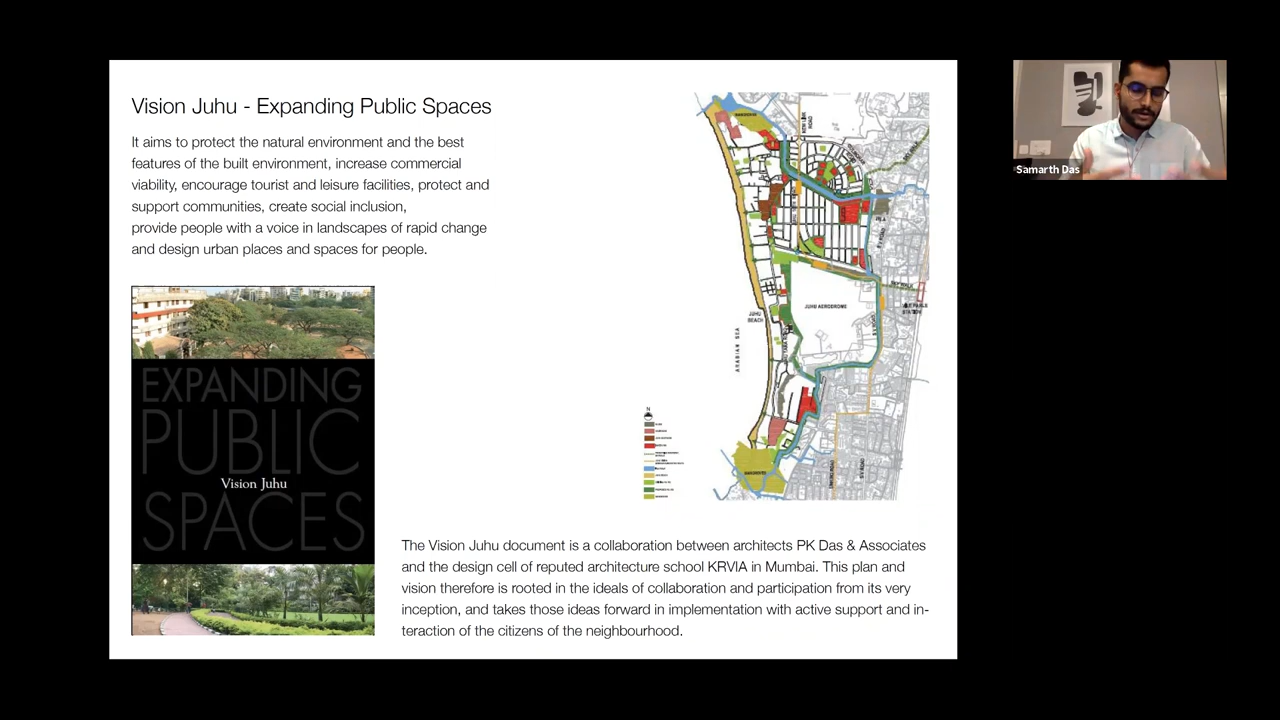 Vision Juhu - Expanding Public Spaces
It aims to protect the natural environment and the best
features of the built environment, increase commercial
viability, encourage tourist and leisure facilities, protect and
support communities, create social inclusion,
provide people with a voice in landscapes of rapid change
and design urban places and spaces for people.
EXPANDING
PUBLIC
Vision Juhu
SPACES
JUHU AERODROME
JUHU
BEACH
ARABIAN SEA
N
The Vision Juhu document is a collaboration between architects PK Das & Associates
and the design cell of reputed architecture school KRVIA in Mumbai. This plan and
vision therefore is rooted in the ideals of collaboration and participation from its very
inception, and takes those ideas forward in implementation with active support and in-
teraction of the citizens of the neighbourhood.
Samarth Das